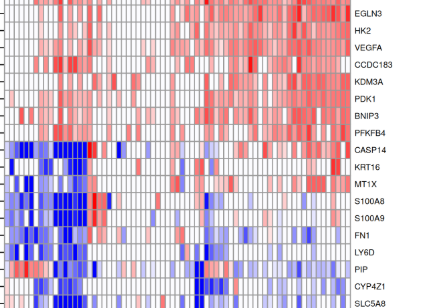 EGLN3
HK2
VEGFA
CCDC183
KDM3A
PDK1
BNIP3
PFKFB4
CASP14
KRT16
MT1X
S100A8
S100A9
FN1
LY6D
PIP
CYP4Z1
SLC5A8